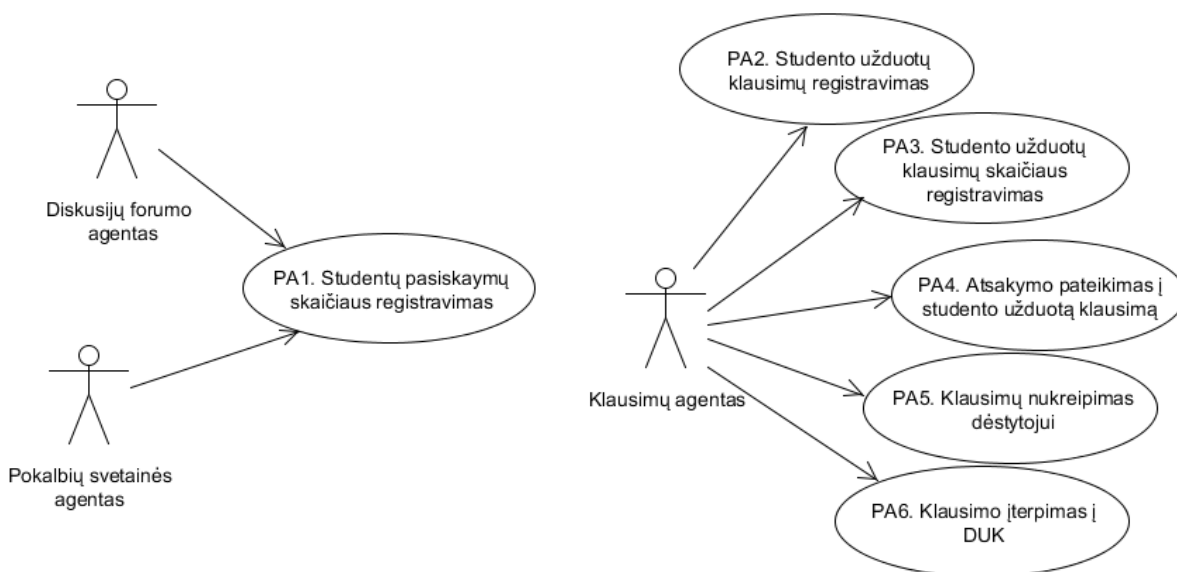 Diskusijų forumo
agentas
PA1. Studentų pasiskaymų
skaičiaus registravimas
Pokalbių svetainės
agentas
PA2. Studento užduotų
klausimų registravimas
PA3. Studento užduotų
klausimų skaičiaus
registravimas
PA4. Atsakymo pateikimas į
studento užduotą klausimą
Klausimų agentas
PA5. Klausimų nukreipimas
dėstytojui
PA6. Klausimo įterpimas į
DUK